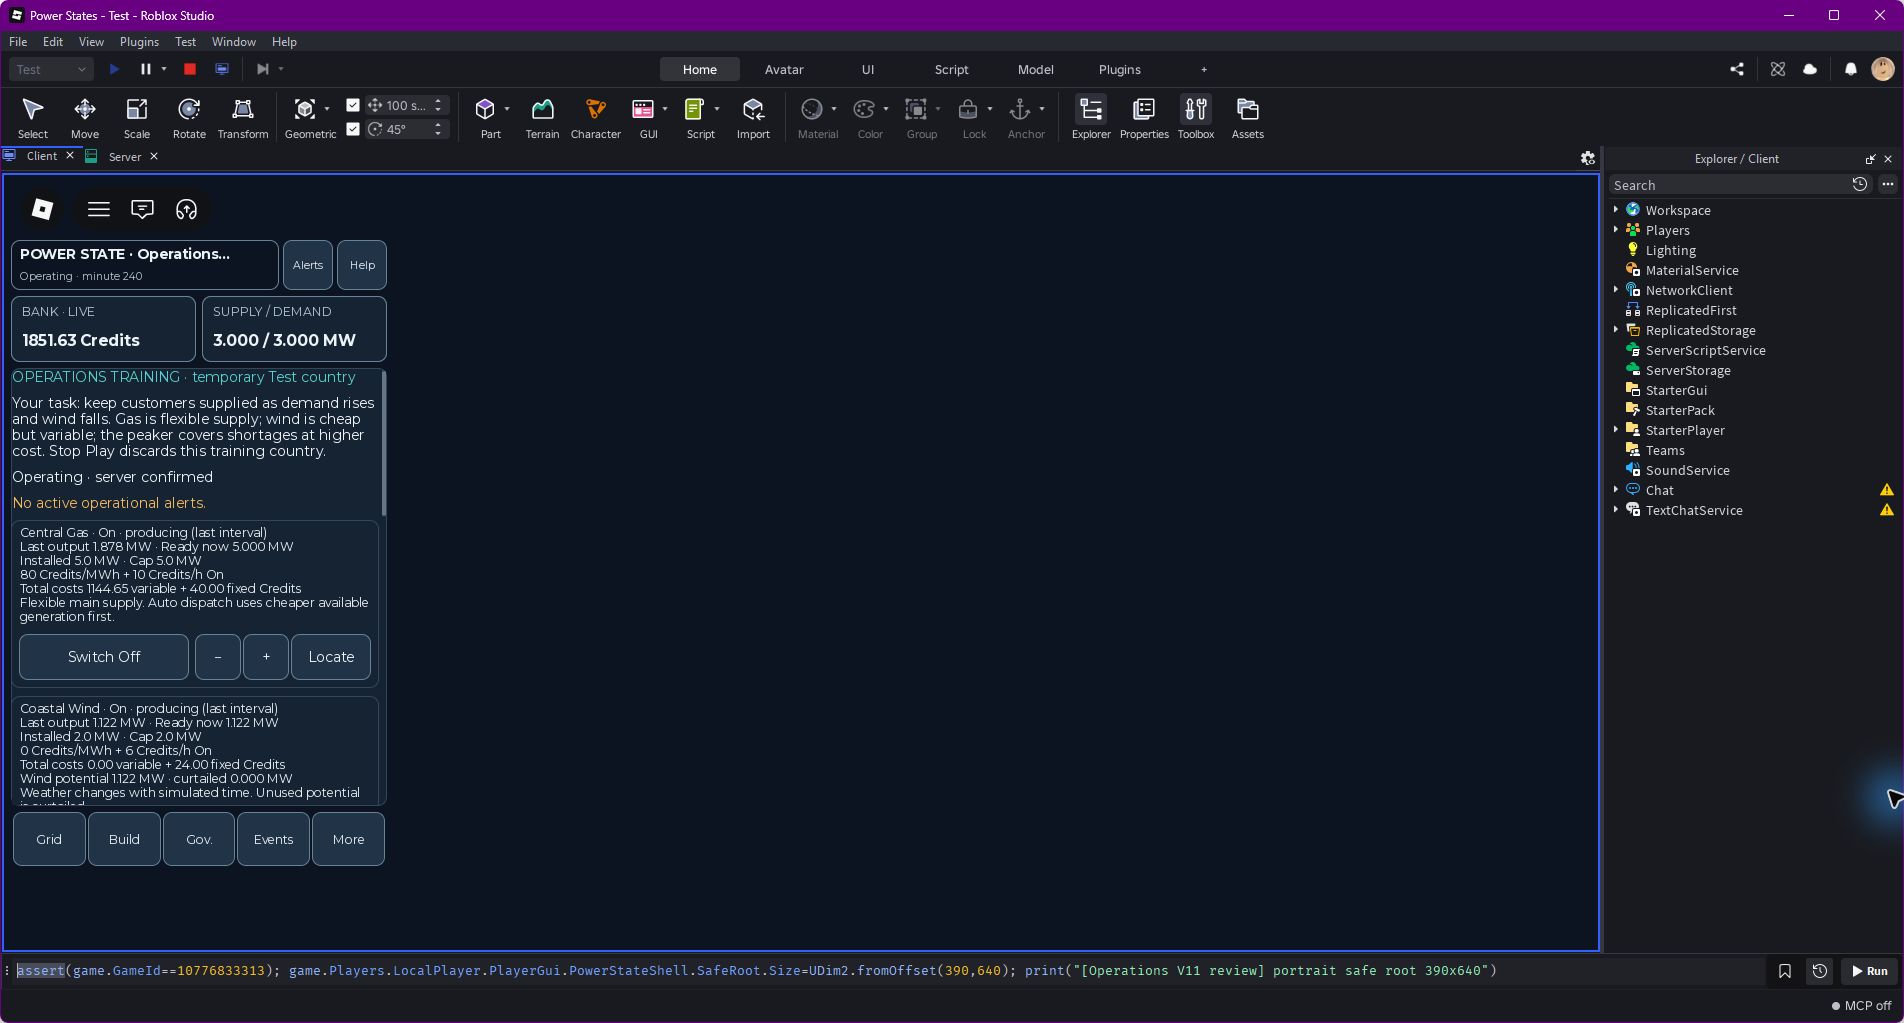 Power States - Test - Roblox Studio
File Edit View Plugins Test Window Help
Test
Home Avatar UI Script Model Plugins +
Select Move Scale Rotate Transform Geometric 100 s... 45° Part Terrain Character GUI Script Import Material Color Group Lock Anchor Explorer Properties Toolbox Assets
Client Server
Explorer / Client
Search
Workspace
Players
Lighting
MaterialService
NetworkClient
ReplicatedFirst
ReplicatedStorage
ServerScriptService
ServerStorage
StarterGui
StarterPack
StarterPlayer
Teams
SoundService
Chat
TextChatService
POWER STATE · Operations...
Operating · minute 240
Alerts
Help
BANK · LIVE
1851.63 Credits
SUPPLY / DEMAND
3.000 / 3.000 MW
OPERATIONS TRAINING · temporary Test country
Your task: keep customers supplied as demand rises
and wind falls. Gas is flexible supply; wind is cheap
but variable; the peaker covers shortages at higher
cost. Stop Play discards this training country.
Operating · server confirmed
No active operational alerts.
Central Gas · On · producing (last interval)
Last output 1.878 MW · Ready now 5.000 MW
Installed 5.0 MW · Cap 5.0 MW
80 Credits/MWh + 10 Credits/h On
Total costs 1144.65 variable + 40.00 fixed Credits
Flexible main supply. Auto dispatch uses cheaper available
generation first.
Switch Off - + Locate
Coastal Wind · On · producing (last interval)
Last output 1.122 MW · Ready now 1.122 MW
Installed 2.0 MW · Cap 2.0 MW
0 Credits/MWh + 6 Credits/h On
Total costs 0.00 variable + 24.00 fixed Credits
Wind potential 1.122 MW · curtailed 0.000 MW
Weather changes with simulated time. Unused potential
Grid Build Gov. Events More
assert(game.GameId==10776833313); game.Players.LocalPlayer.PlayerGui.PowerStateShell.SafeRoot.Size=UDim2.fromOffset(390,640); print("[Operations V11 review] portrait safe root 390x640")
Run
MCP off